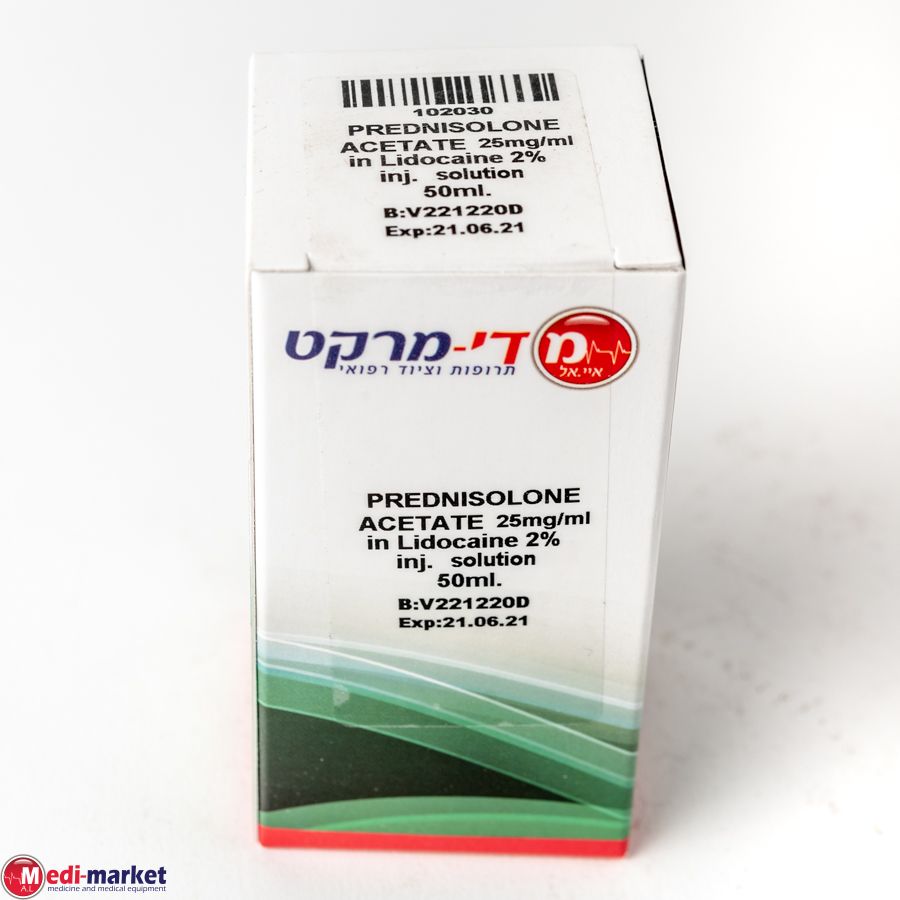 102030
PREDNISOLONE
ACETATE 25mg/ml
in Lidocaine 2%
inj. solution
50ml.
B:V221220D
Exp:21.06.21
מדי-מרקט
איי.אל
תרופות וציוד רפואי
PREDNISOLONE
ACETATE 25mg/ml
in Lidocaine 2%
inj. solution
50ml.
B:V221220D
Exp:21.06.21
Medi-market
A.L
medicine and medical equipment